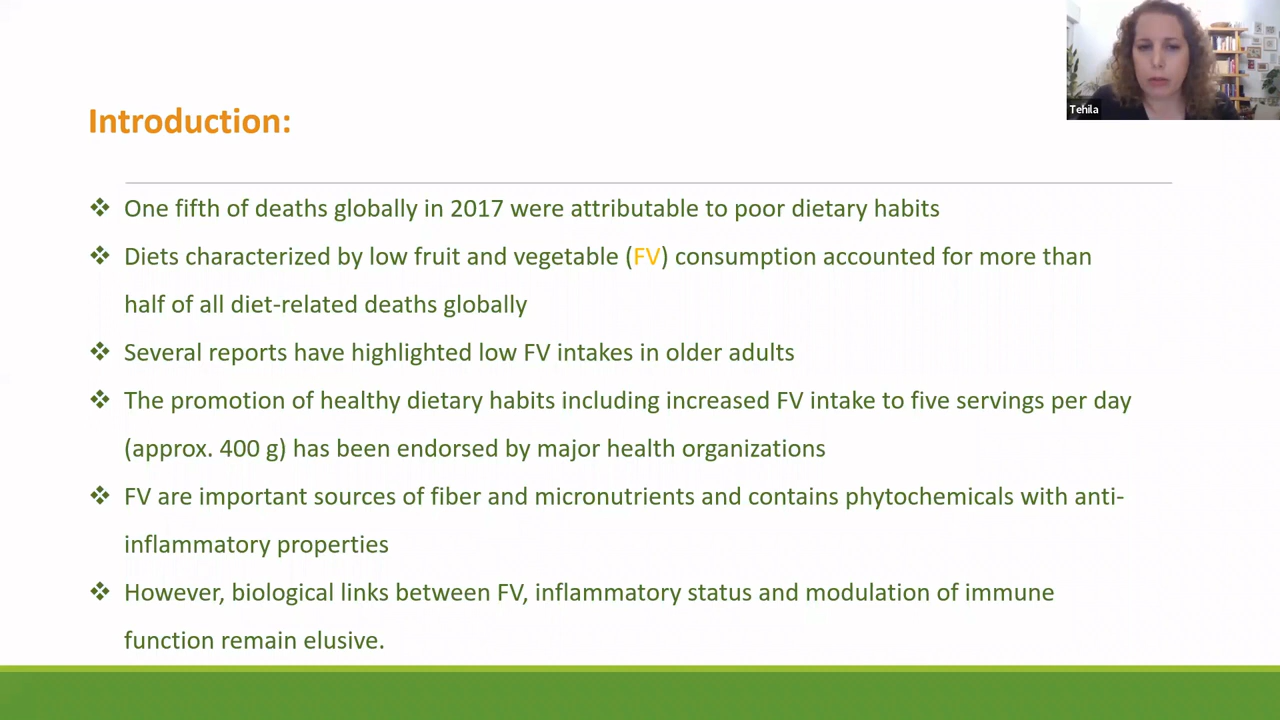 Tehila
Introduction:
❖ One fifth of deaths globally in 2017 were attributable to poor dietary habits
❖ Diets characterized by low fruit and vegetable (FV) consumption accounted for more than
half of all diet-related deaths globally
❖ Several reports have highlighted low FV intakes in older adults
❖ The promotion of healthy dietary habits including increased FV intake to five servings per day
(approx. 400 g) has been endorsed by major health organizations
❖ FV are important sources of fiber and micronutrients and contains phytochemicals with anti-
inflammatory properties
❖ However, biological links between FV, inflammatory status and modulation of immune
function remain elusive.